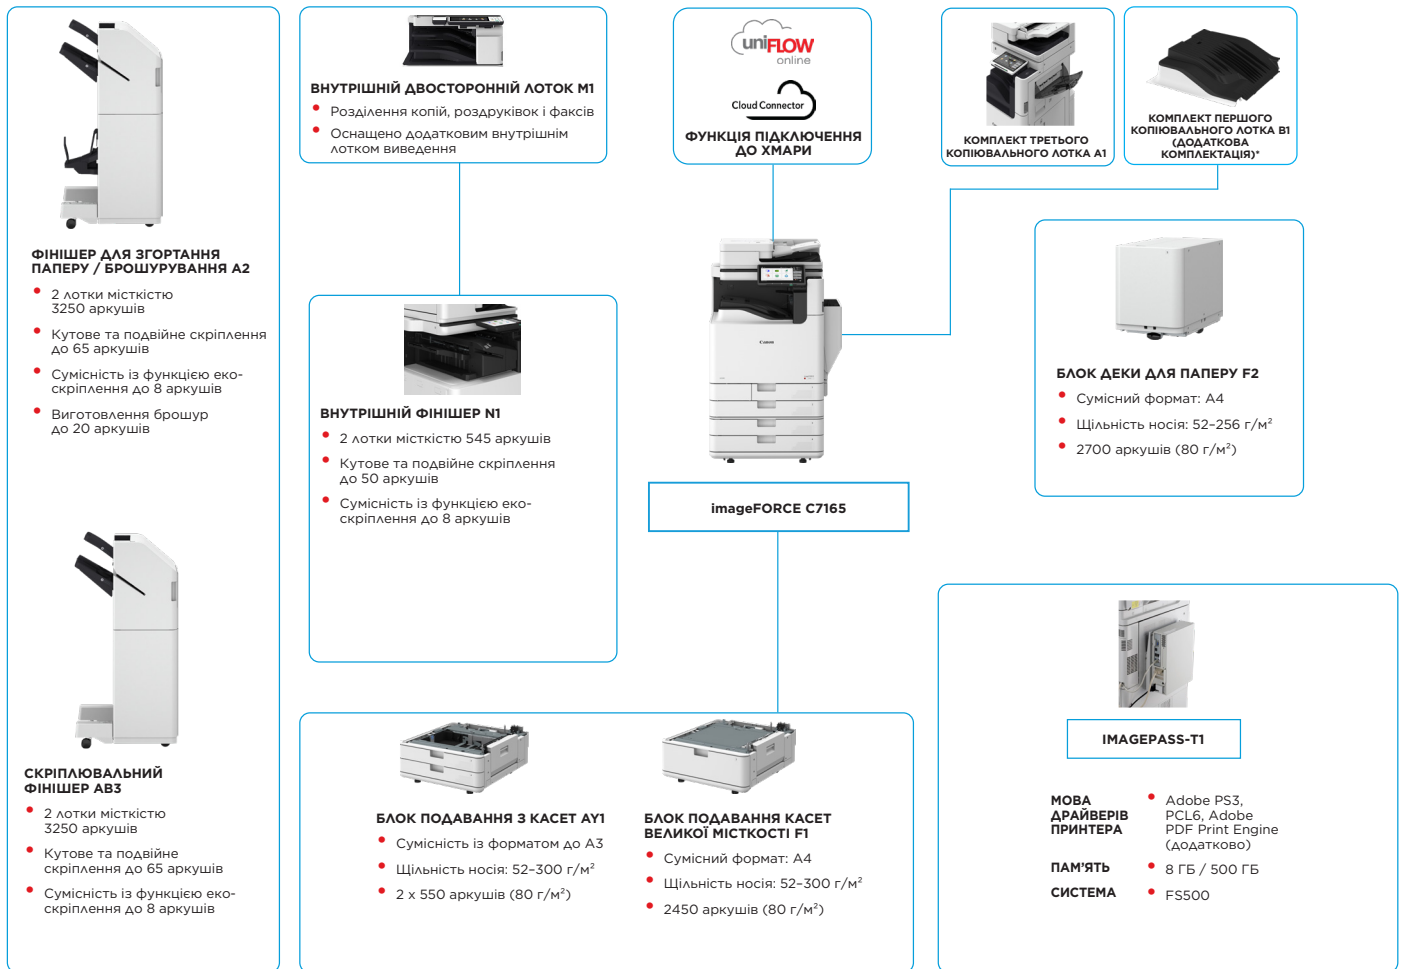 ФІНІШЕР ДЛЯ ЗГОРТАННЯ
ПАПЕРУ / БРОШУРУВАННЯ A2
• 2 лотки місткістю
3250 аркушів
• Кутове та подвійне скріплення
до 65 аркушів
• Сумісність із функцією еко-
скріплення до 8 аркушів
• Виготовлення брошур
до 20 аркушів
СКРІПЛЮВАЛЬНИЙ
ФІНІШЕР AB3
• 2 лотки місткістю
3250 аркушів
• Кутове та подвійне
скріплення до 65 аркушів
• Сумісність із функцією еко-
скріплення до 8 аркушів
ВНУТРІШНІЙ ДВОСТОРОННІЙ ЛОТОК M1
• Розділення копій, роздруківок і факсів
• Оснащено додатковим внутрішнім
лотком виведення
ВНУТРІШНІЙ ФІНІШЕР N1
• 2 лотки місткістю 545 аркушів
• Кутове та подвійне скріплення
до 50 аркушів
• Сумісність із функцією еко-
скріплення до 8 аркушів
uniFLOW
online
Cloud Connector
ФУНКЦІЯ ПІДКЛЮЧЕННЯ
ДО ХМАРИ
Canon
imageFORCE C7165
КОМПЛЕКТ ТРЕТЬОГО
КОПІЮВАЛЬНОГО ЛОТКА A1
КОМПЛЕКТ ПЕРШОГО
КОПІЮВАЛЬНОГО ЛОТКА B1
(ДОДАТКОВА
КОМПЛЕКТАЦІЯ)*
БЛОК ДЕКИ ДЛЯ ПАПЕРУ F2
• Сумісний формат: A4
• Щільність носія: 52–256 г/м²
• 2700 аркушів (80 г/м²)
БЛОК ПОДАВАННЯ З КАСЕТ AY1
• Сумісність із форматом до A3
• Щільність носія: 52–300 г/м²
• 2 x 550 аркушів (80 г/м²)
БЛОК ПОДАВАННЯ КАСЕТ
ВЕЛИКОЇ МІСТКОСТІ F1
• Сумісний формат: A4
• Щільність носія: 52–300 г/м²
• 2450 аркушів (80 г/м²)
IMAGEPASS-T1
МОВА
ДРАЙВЕРІВ
ПРИНТЕРА
• Adobe PS3,
PCL6, Adobe
PDF Print Engine
(додатково)
ПАМ’ЯТЬ
• 8 ГБ / 500 ГБ
СИСТЕМА
• FS500